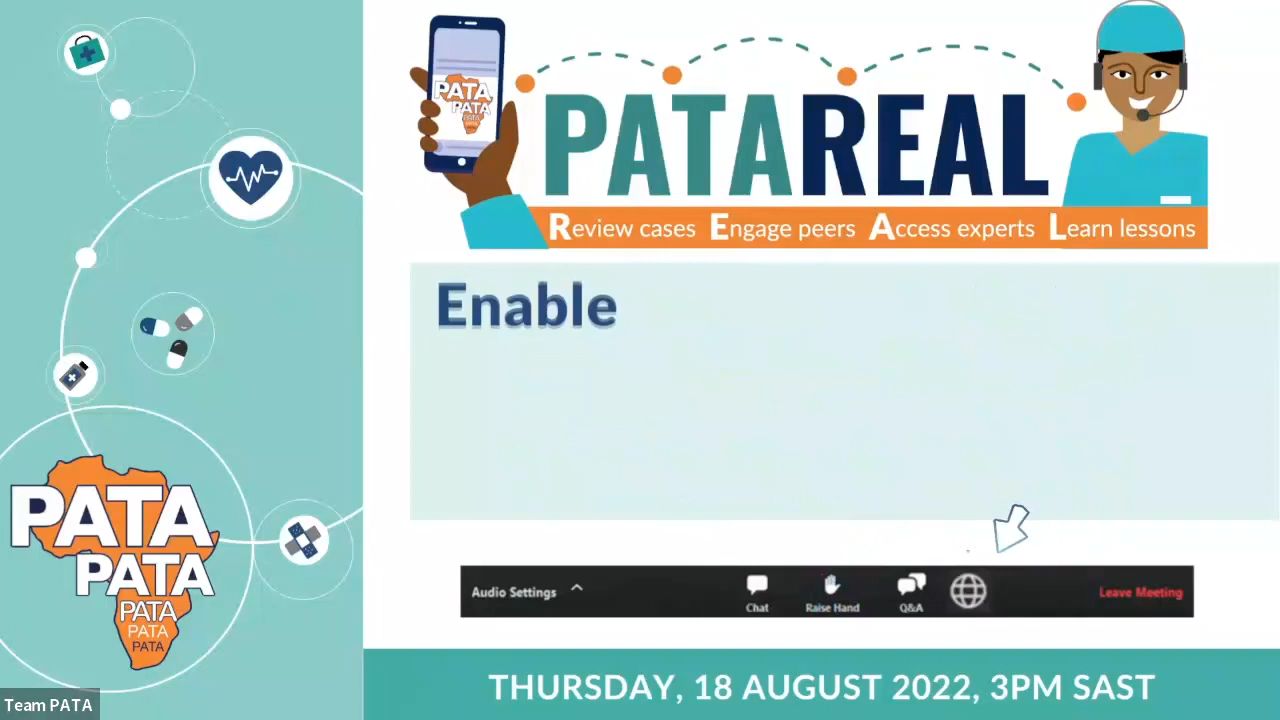 PATA
PATA
PATA
PATAREAL
Review cases Engage peers Access experts Learn lessons
Enable
PATA
PATA
PATA
PATA
PATA
Audio Settings
Chat
Raise Hand
Q&A
Leave Meeting
THURSDAY, 18 AUGUST 2022, 3PM SAST
Team PATA